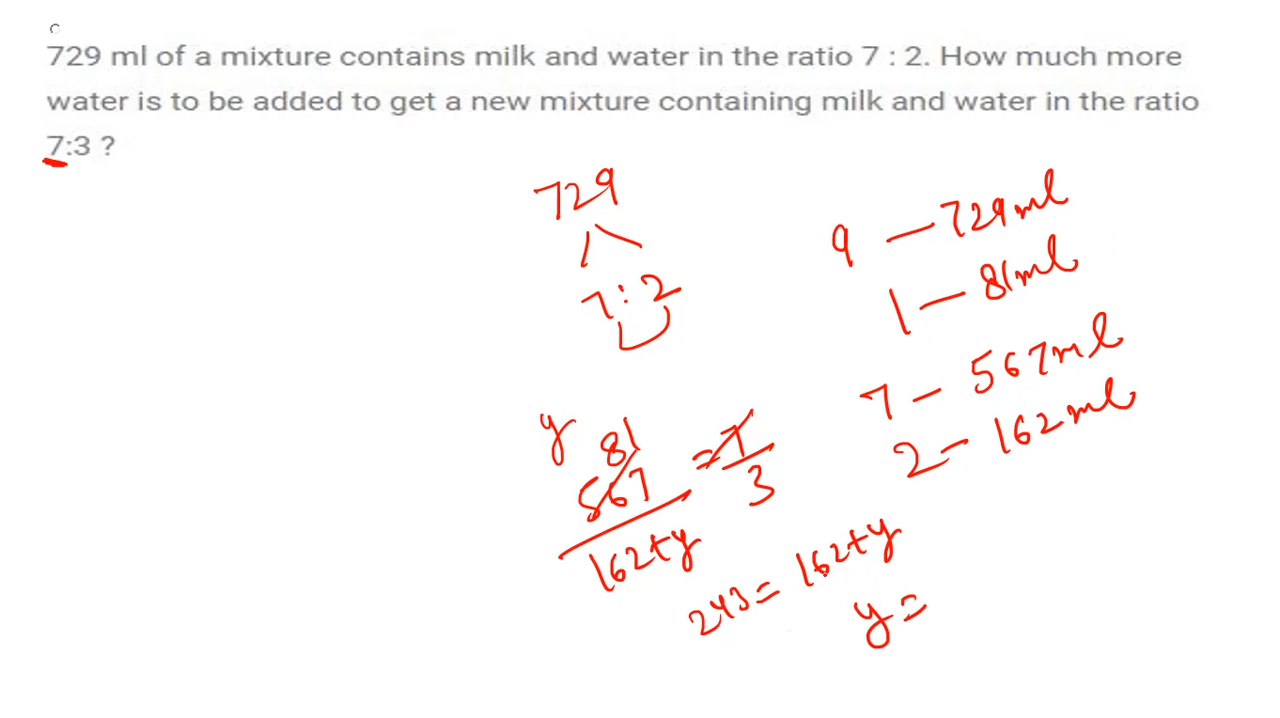 729 ml of a mixture contains milk and water in the ratio 7 : 2. How much more
water is to be added to get a new mixture containing milk and water in the ratio
7:3 ?
729
7:2
9 — 729ml
1 — 81ml
7 – 567ml
2 – 162ml
y
81
567/162+y = 7/3
243 = 162+y
y =